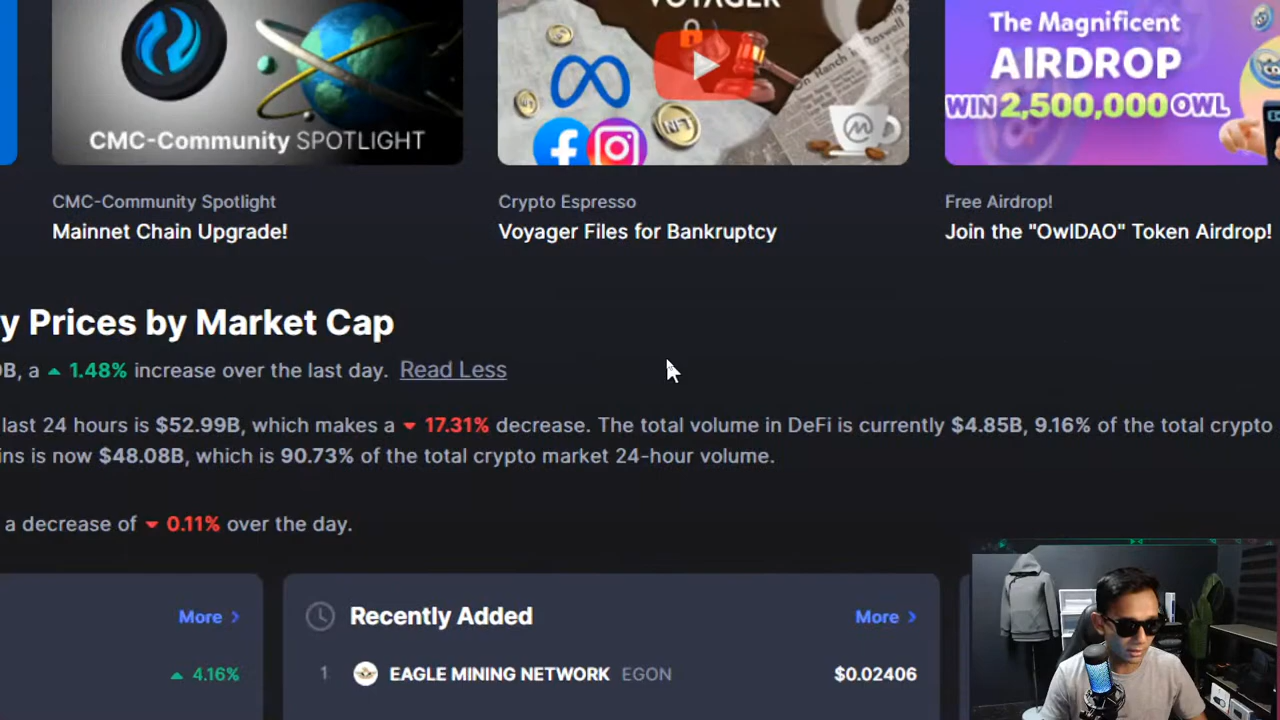 VOYAGER
The Magnificent
AIRDROP
WIN 2,500,000 OWL
CMC-Community SPOTLIGHT
NFT
CMC-Community Spotlight
Mainnet Chain Upgrade!
Crypto Espresso
Voyager Files for Bankruptcy
Free Airdrop!
Join the "OwlDAO" Token Airdrop!
y Prices by Market Cap
B, a 1.48% increase over the last day. Read Less
last 24 hours is $52.99B, which makes a 17.31% decrease. The total volume in DeFi is currently $4.85B, 9.16% of the total crypto
ins is now $48.08B, which is 90.73% of the total crypto market 24-hour volume.
a decrease of 0.11% over the day.
More >
Recently Added
More >
4.16%
1 EAGLE MINING NETWORK EGON $0.02406